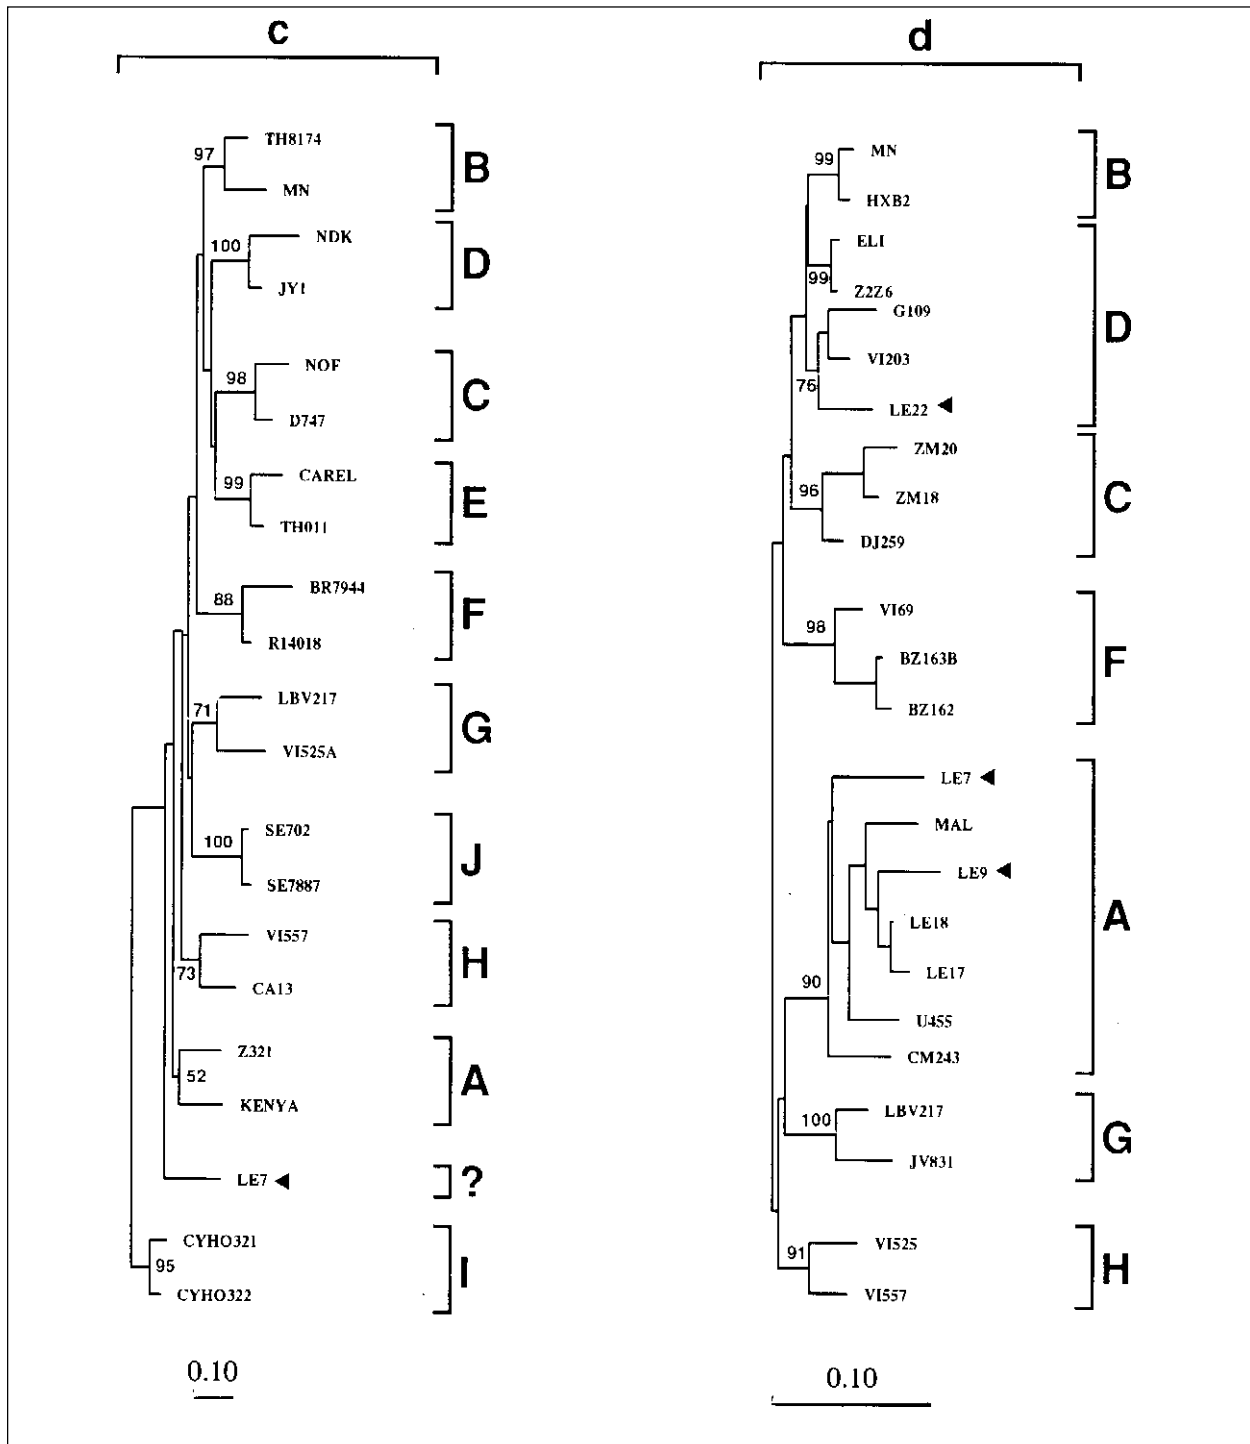 c
97
TH8174
MN
B
100
NDK
JY1
D
98
NOF
D747
C
99
CAREL
TH011
E
88
BR7944
R14018
F
71
LBV217
VI525A
G
100
SE702
SE7887
J
73
VI557
CA13
H
52
Z321
KENYA
A
LE7
?
95
CYHO321
CYHO322
I
0.10
d
99
MN
HXB2
B
99
ELI
Z2Z6
G109
VI203
76
LE22
D
96
ZM20
ZM18
DJ259
C
98
VI69
BZ163B
BZ162
F
LE7
MAL
LE9
LE18
LE17
90
U455
CM243
A
100
LBV217
JV831
G
91
VI525
VI557
H
0.10